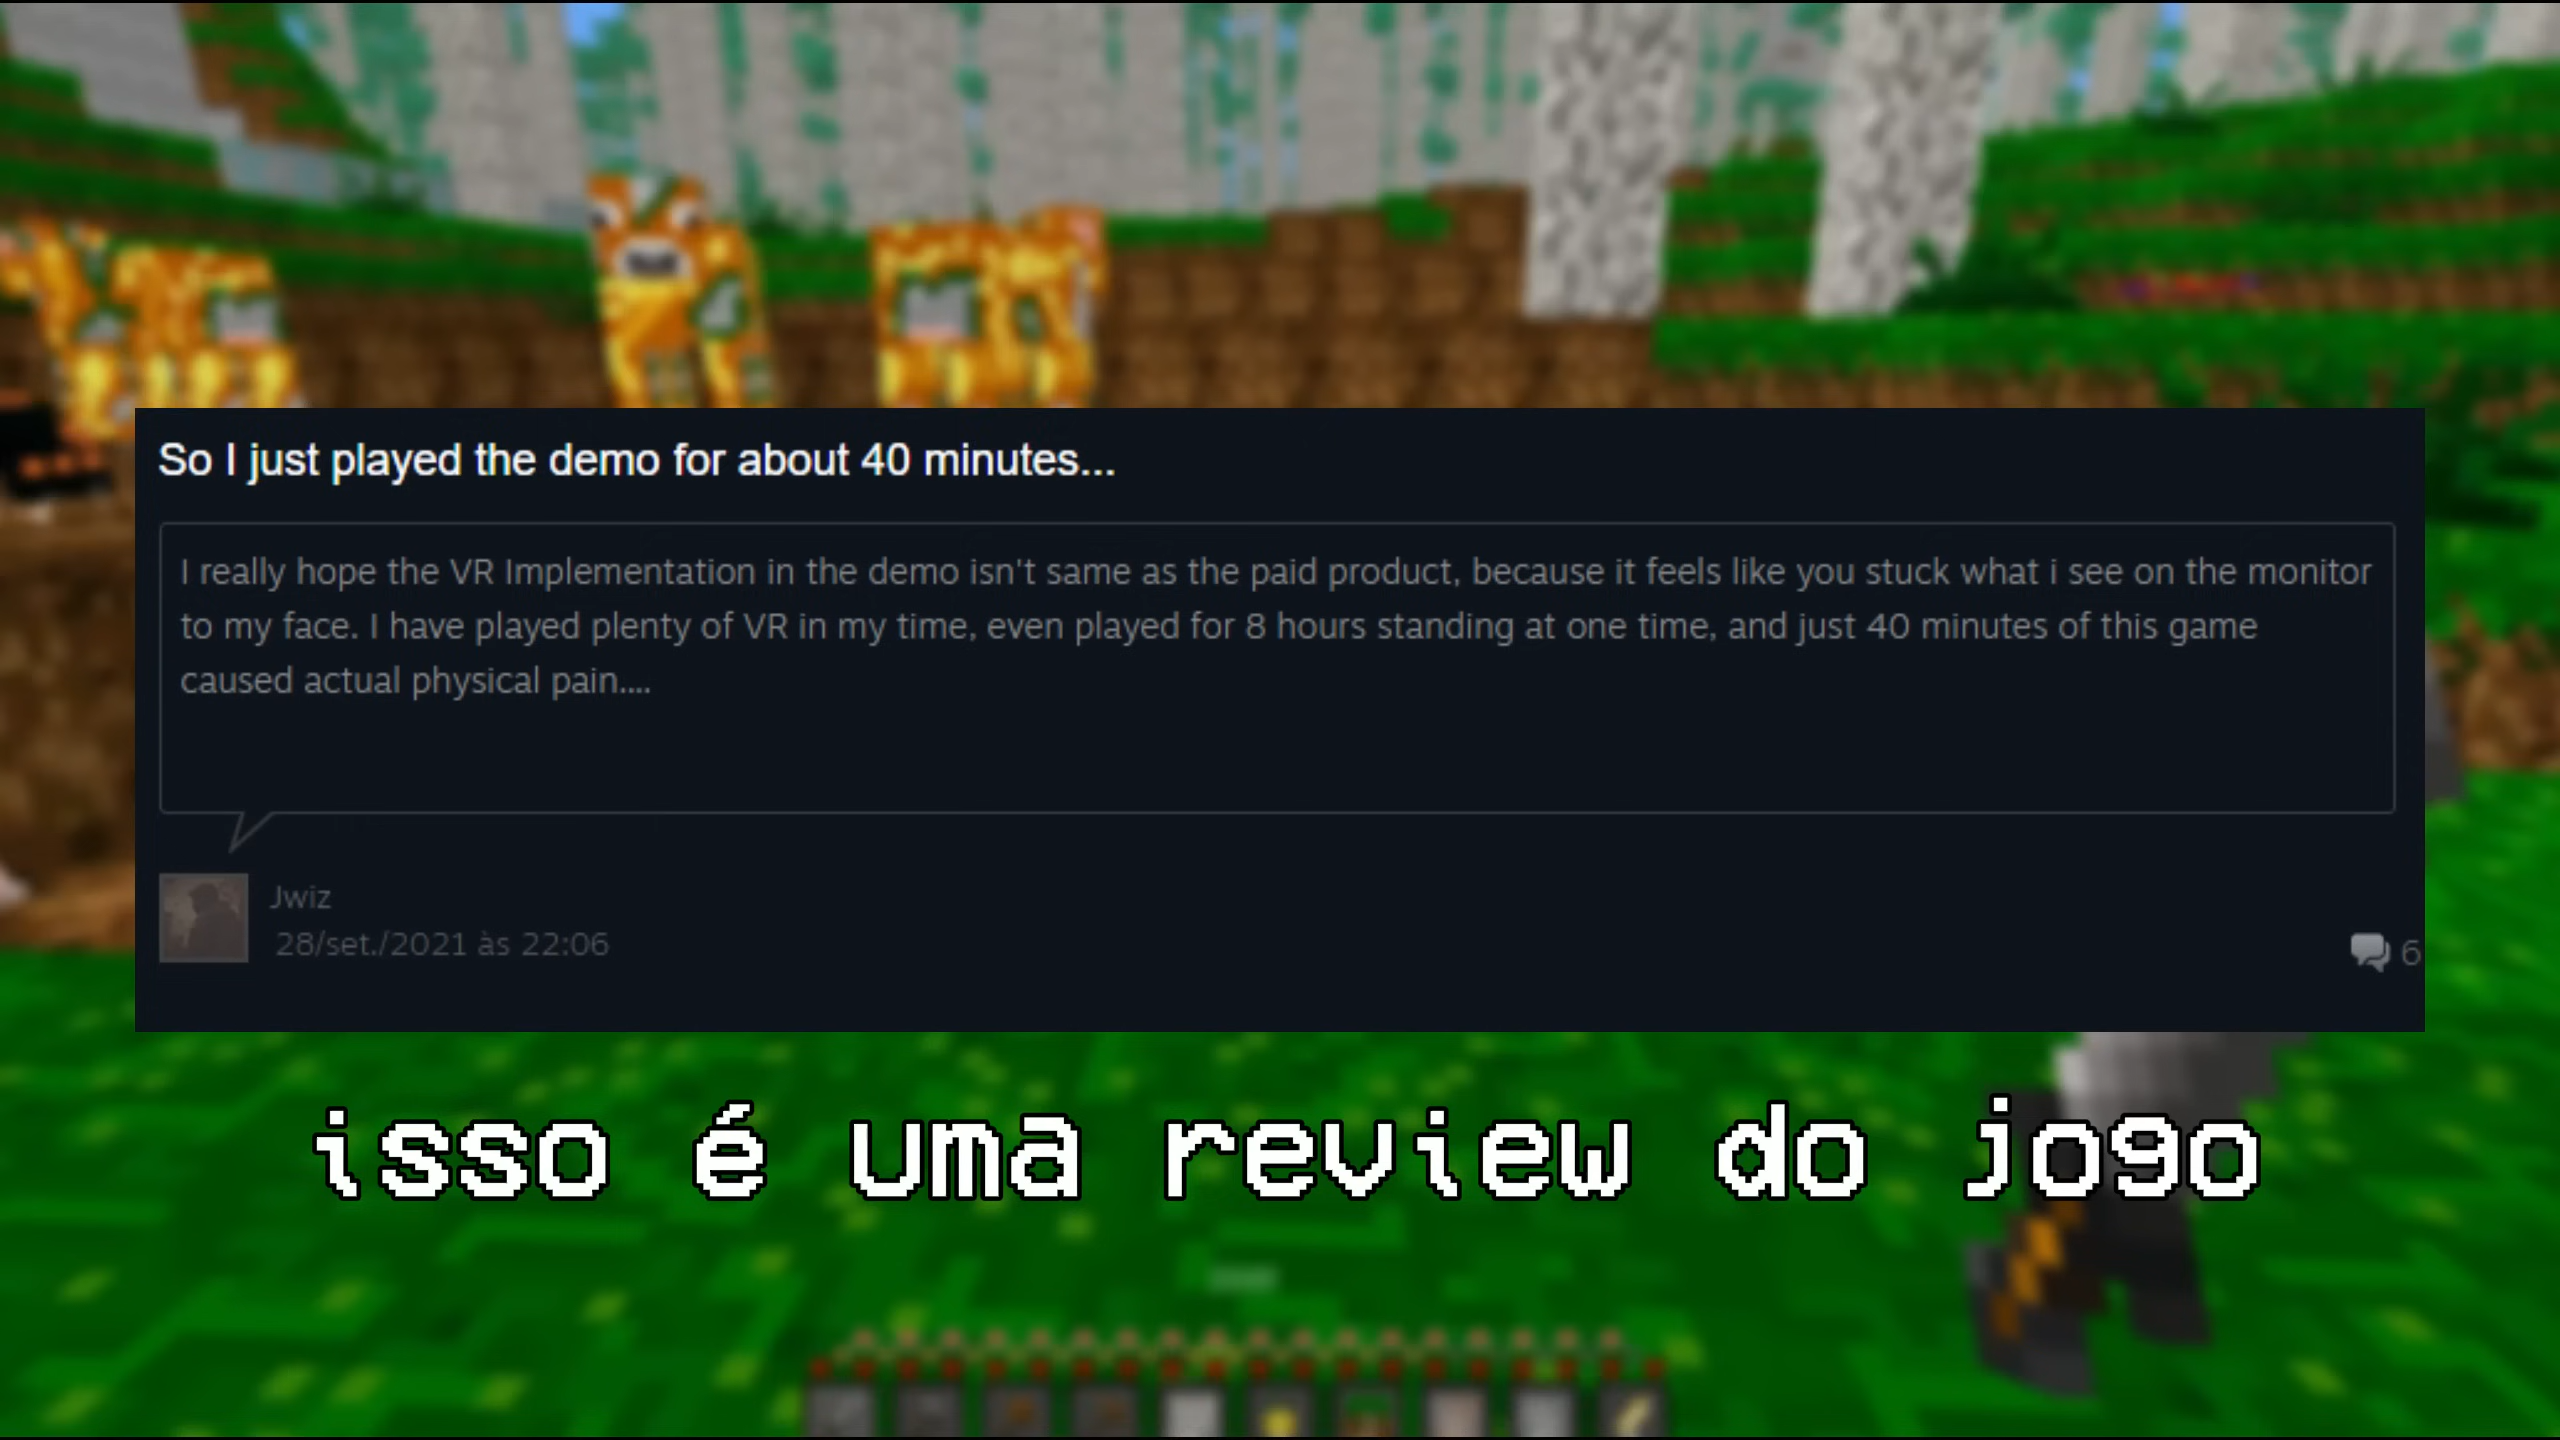 So I just played the demo for about 40 minutes...
I really hope the VR Implementation in the demo isn't same as the paid product, because it feels like you stuck what i see on the monitor
to my face. I have played plenty of VR in my time, even played for 8 hours standing at one time, and just 40 minutes of this game
caused actual physical pain....
Jwiz
28/set./2021 às 22:06
6
isso é uma review do jogo